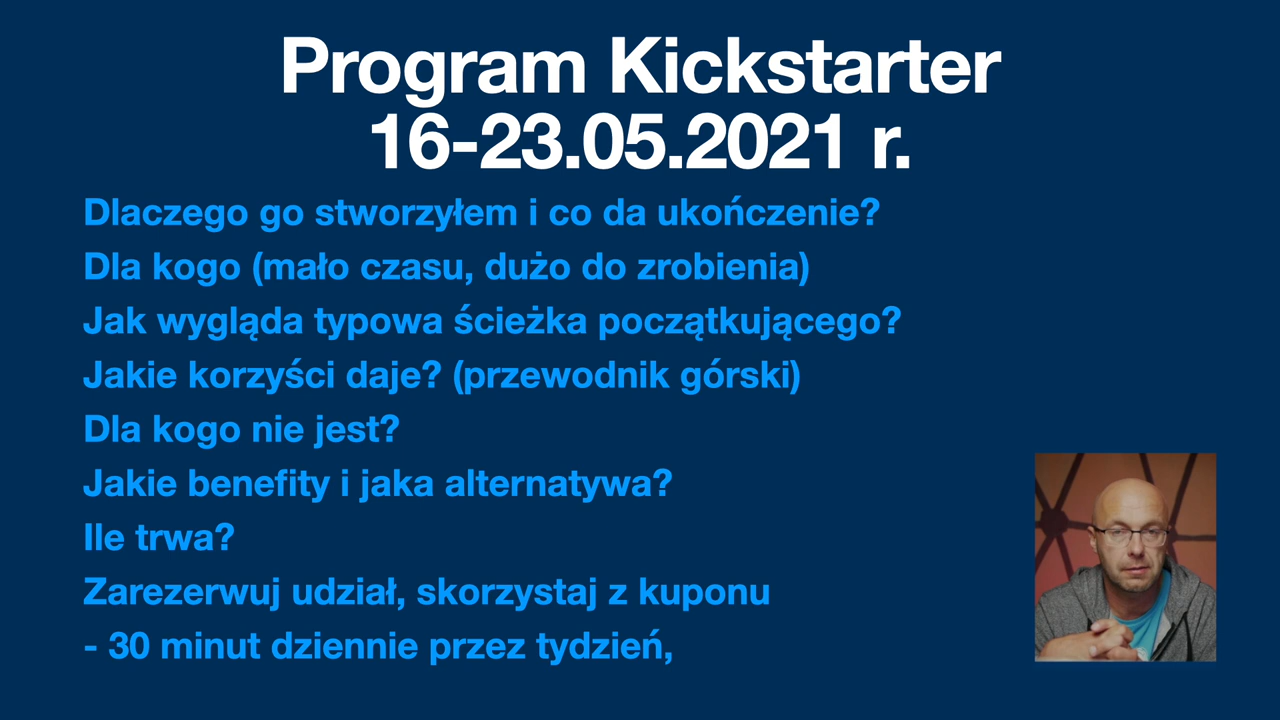 Program Kickstarter
16-23.05.2021 r.
Dlaczego go stworzyłem i co da ukończenie?
Dla kogo (mało czasu, dużo do zrobienia)
Jak wygląda typowa ścieżka początkującego?
Jakie korzyści daje? (przewodnik górski)
Dla kogo nie jest?
Jakie benefity i jaka alternatywa?
Ile trwa?
Zarezerwuj udział, skorzystaj z kuponu
- 30 minut dziennie przez tydzień,